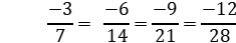 -3/7 = -6/14 = -9/21 = -12/28